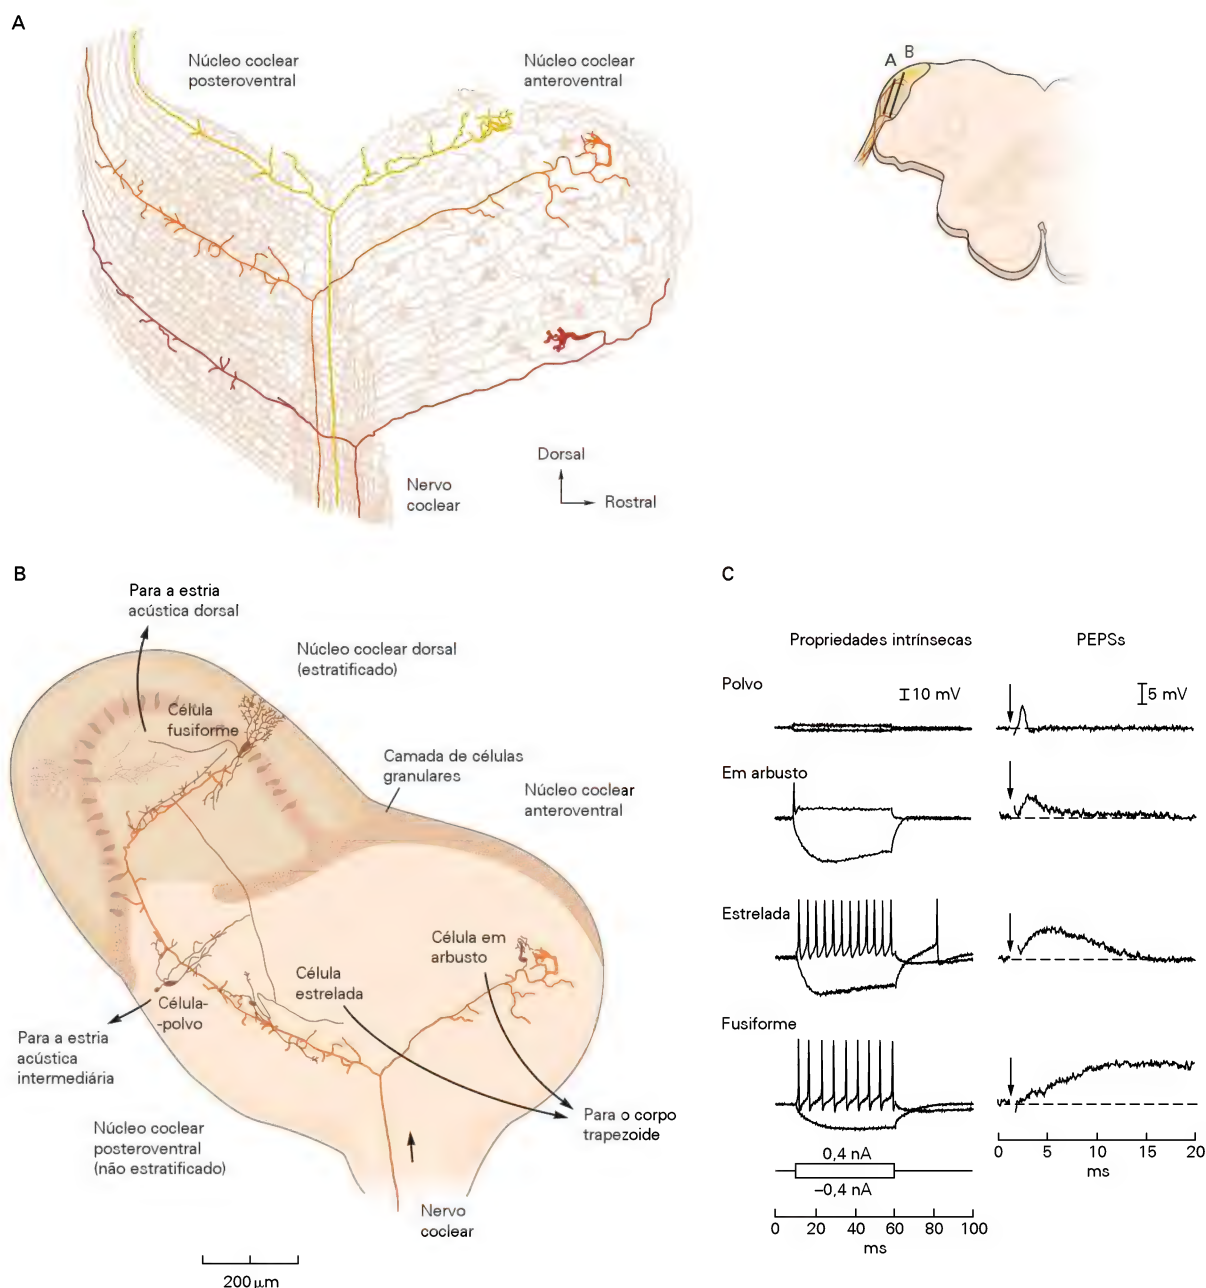 A
Núcleo coclear
posteroventral
Núcleo coclear
anteroventral
A
B
Dorsal
Rostral
Nervo
coclear
B
Para a estria
acústica dorsal
Núcleo coclear dorsal
(estratificado)
Célula
fusiforme
Camada de células
granulares
Núcleo coclear
anteroventral
Célula em
arbusto
Célula
estrelada
Célula-
-polvo
Para a estria
acústica
intermediária
Para o corpo
trapezoide
Núcleo coclear
posteroventral
(não estratificado)
Nervo
coclear
200 μm
C
Propriedades intrínsecas
PEPSs
Polvo
10 mV
5 mV
Em arbusto
Estrelada
Fusiforme
0,4 nA
–0,4 nA
0 20 40 60 80 100
ms
0 5 10 15 20
ms